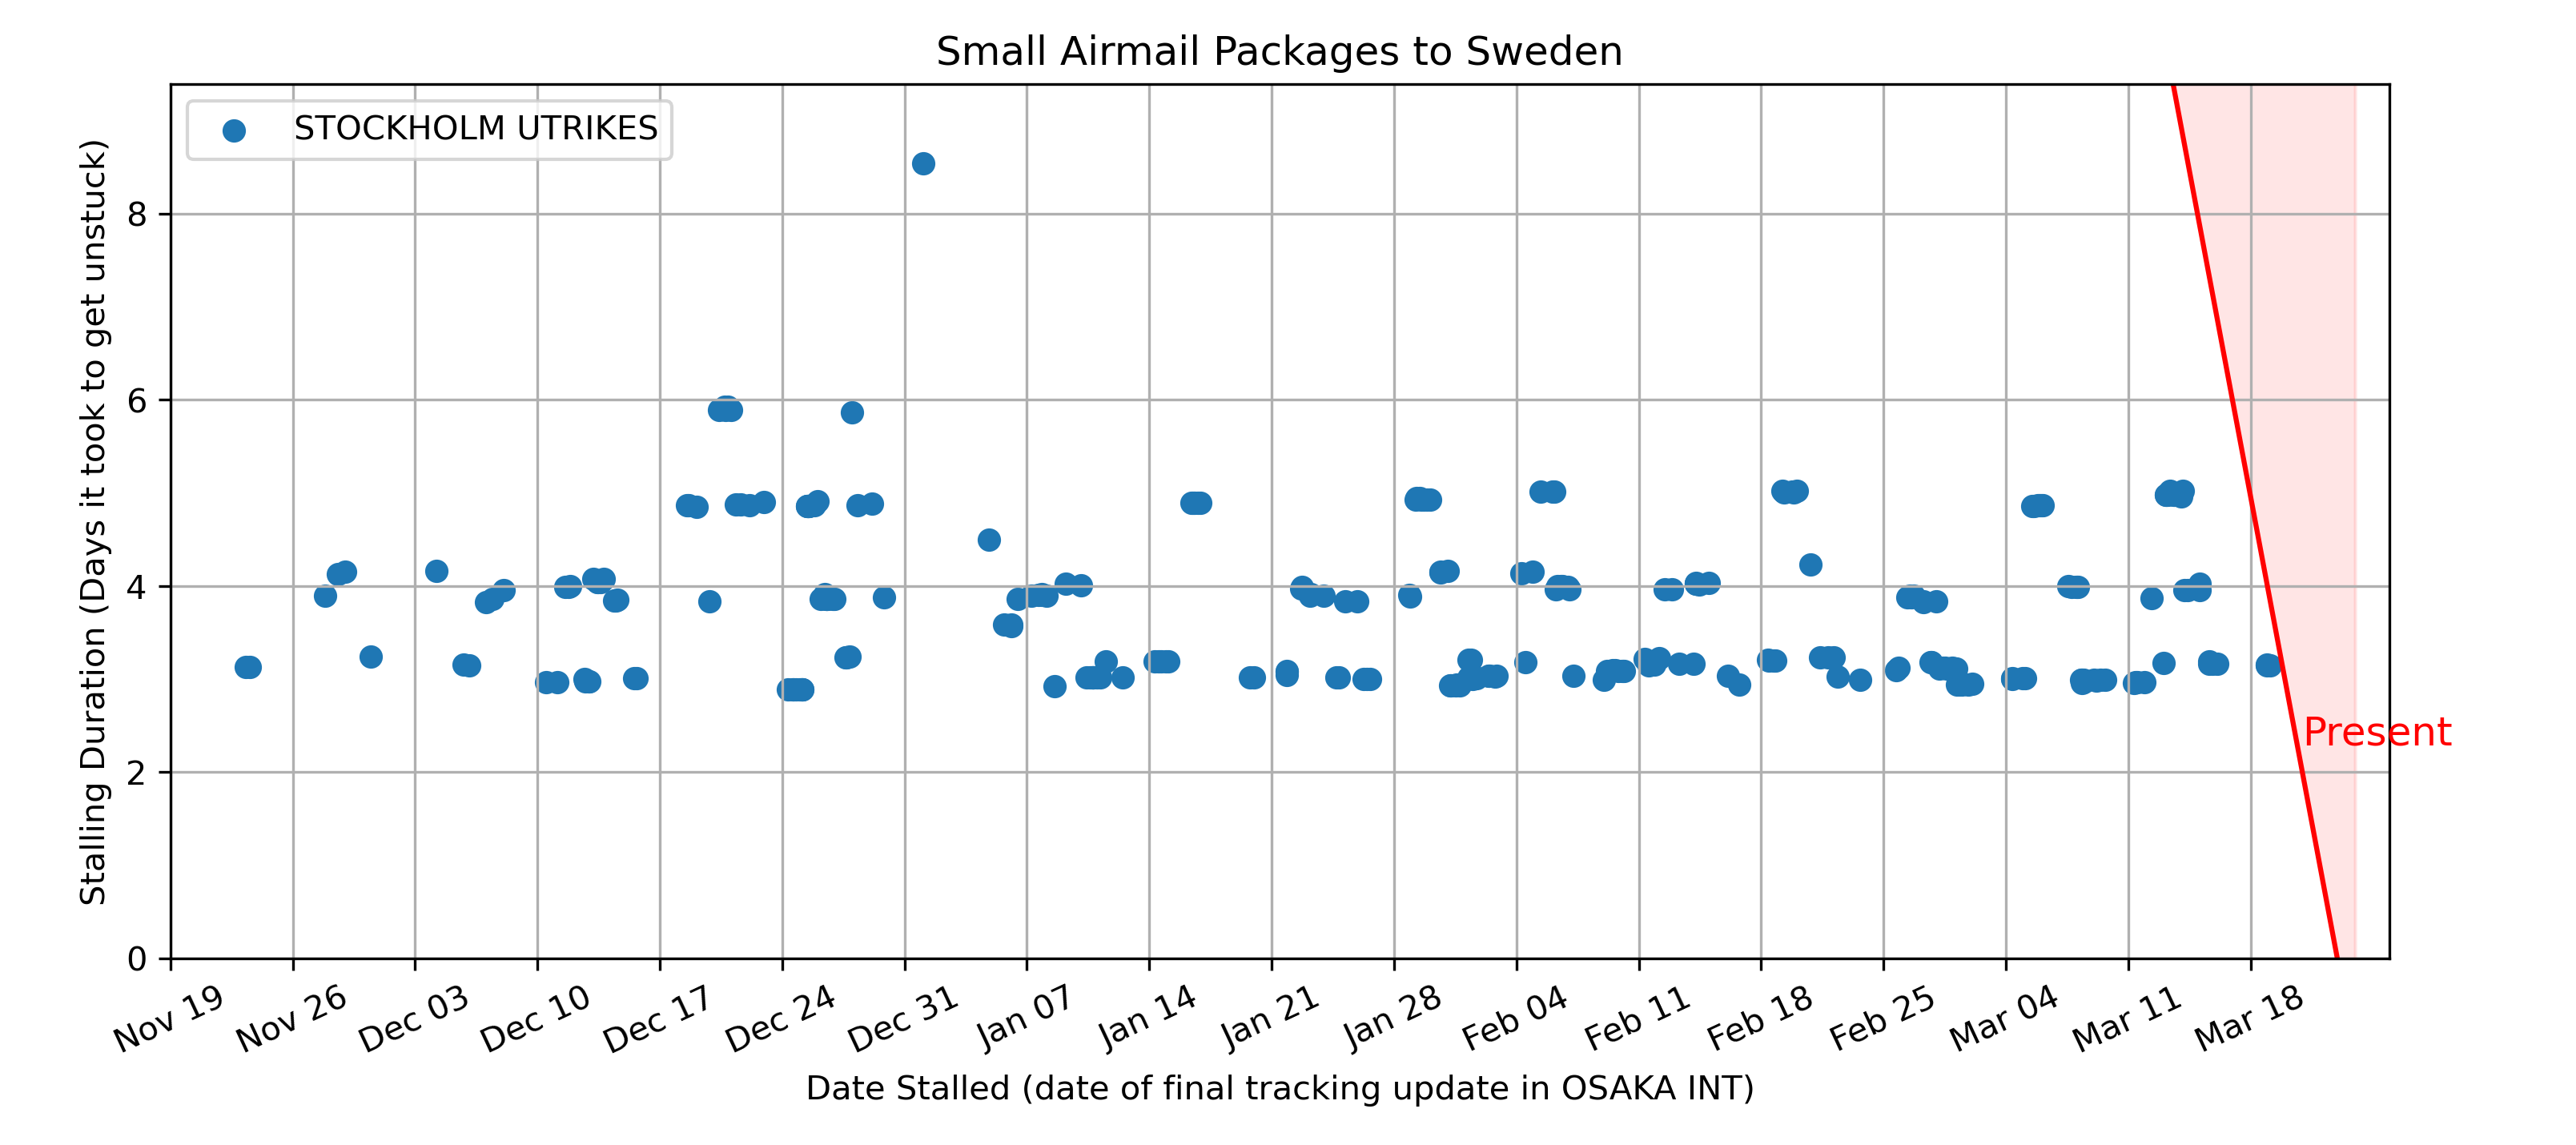 Small Airmail Packages to Sweden
STOCKHOLM UTRIKES
Stalling Duration (Days it took to get unstuck)
8
6
4
2
0
Present
Nov 19
Nov 26
Dec 03
Dec 10
Dec 17
Dec 24
Dec 31
Jan 07
Jan 14
Jan 21
Jan 28
Feb 04
Feb 11
Feb 18
Feb 25
Mar 04
Mar 11
Mar 18
Date Stalled (date of final tracking update in OSAKA INT)